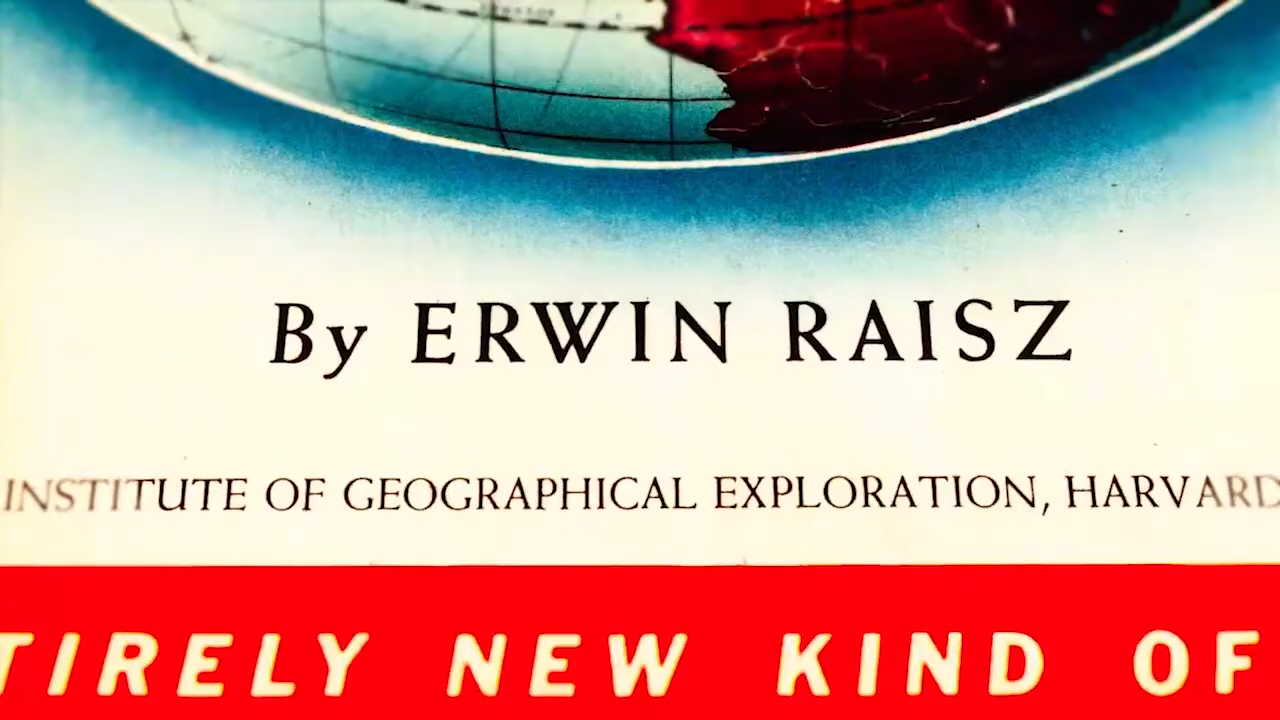 By ERWIN RAISZ
INSTITUTE OF GEOGRAPHICAL EXPLORATION, HARVARD
TIRELY NEW KIND OF